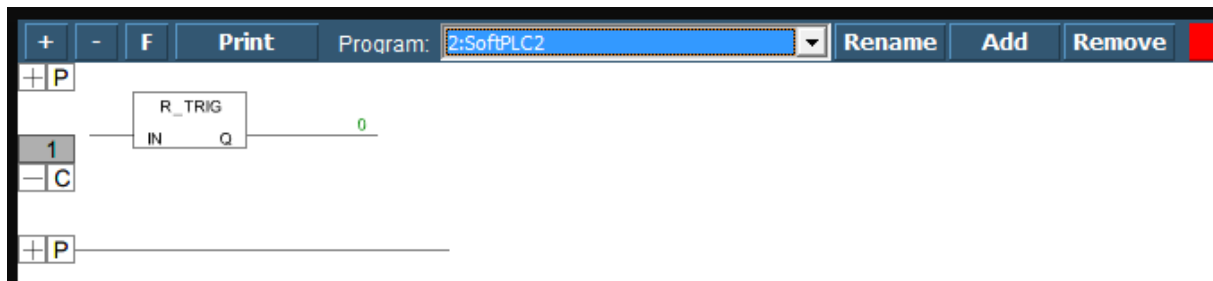 + - F Print Program: 2:SoftPLC2 Rename Add Remove
+ P
R_TRIG
IN Q 0
1
- C
+ P